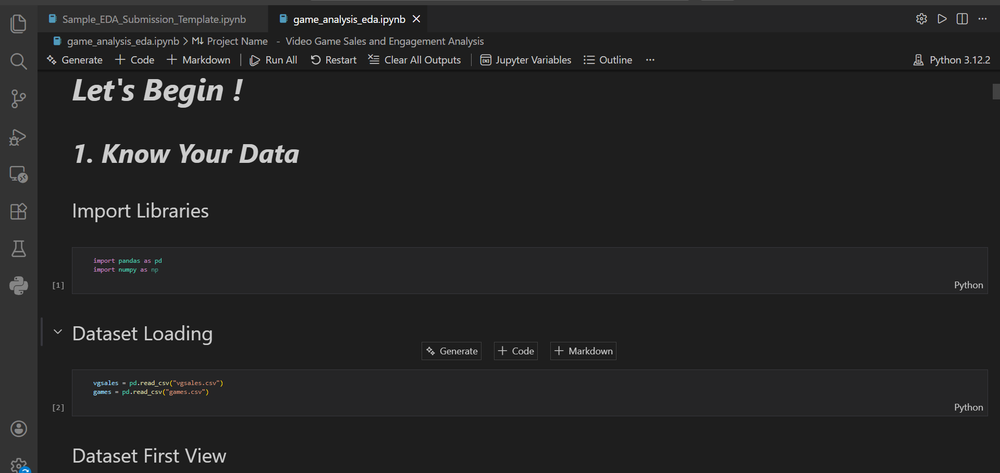 Sample_EDA_Submission_Template.ipynb game_analysis_eda.ipynb
game_analysis_eda.ipynb > M↓ Project Name - Video Game Sales and Engagement Analysis
Generate + Code + Markdown | Run All Restart Clear All Outputs | Jupyter Variables Outline ... Python 3.12.2
Let's Begin !
1. Know Your Data
Import Libraries
import pandas as pd
import numpy as np
[1] Python
Dataset Loading
Generate + Code + Markdown
vgsales = pd.read_csv("vgsales.csv")
games = pd.read_csv("games.csv")
[2] Python
Dataset First View